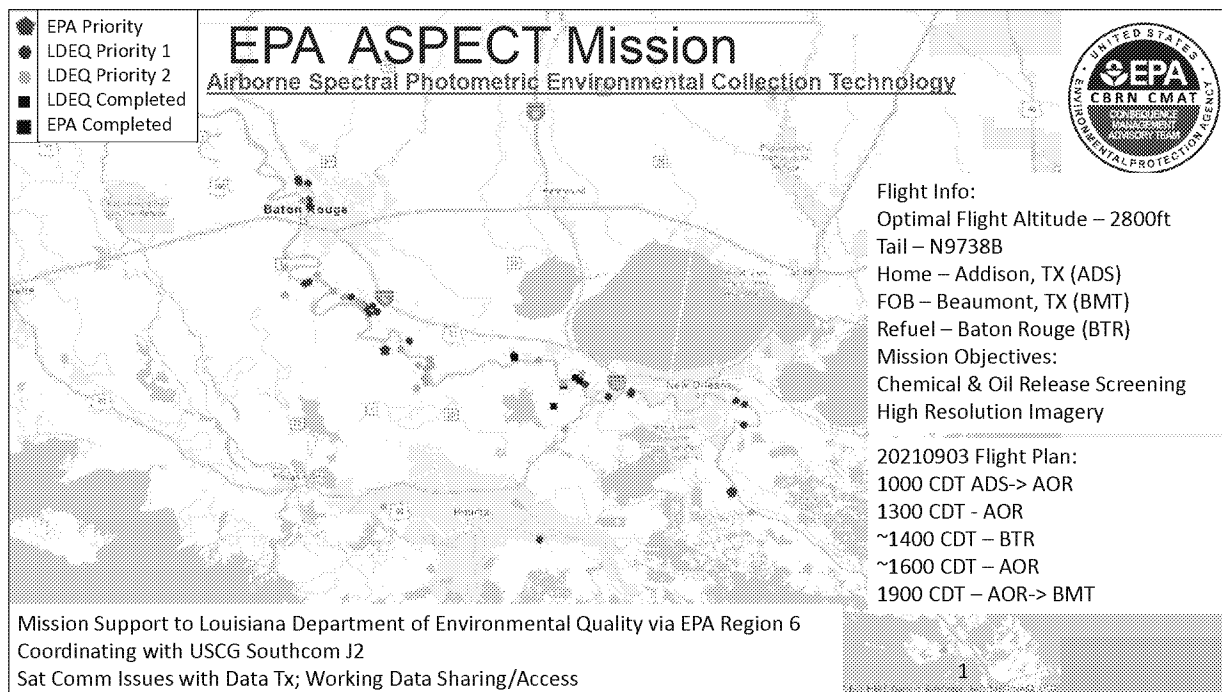 EPA Priority
LDEQ Priority 1
LDEQ Priority 2
LDEQ Completed
EPA Completed
EPA ASPECT Mission
Airborne Spectral Photometric Environmental Collection Technology
UNITED STATES
ENVIRONMENTAL PROTECTION AGENCY
EPA
CBRN CMAT
CONSEQUENCE
MANAGEMENT
ADVISORY TEAM
Baton Rouge
New Orleans
Houma
Flight Info:
Optimal Flight Altitude – 2800ft
Tail – N9738B
Home – Addison, TX (ADS)
FOB – Beaumont, TX (BMT)
Refuel – Baton Rouge (BTR)
Mission Objectives:
Chemical & Oil Release Screening
High Resolution Imagery
20210903 Flight Plan:
1000 CDT ADS-> AOR
1300 CDT - AOR
~1400 CDT – BTR
~1600 CDT – AOR
1900 CDT – AOR-> BMT
Mission Support to Louisiana Department of Environmental Quality via EPA Region 6
Coordinating with USCG Southcom J2
Sat Comm Issues with Data Tx; Working Data Sharing/Access
1